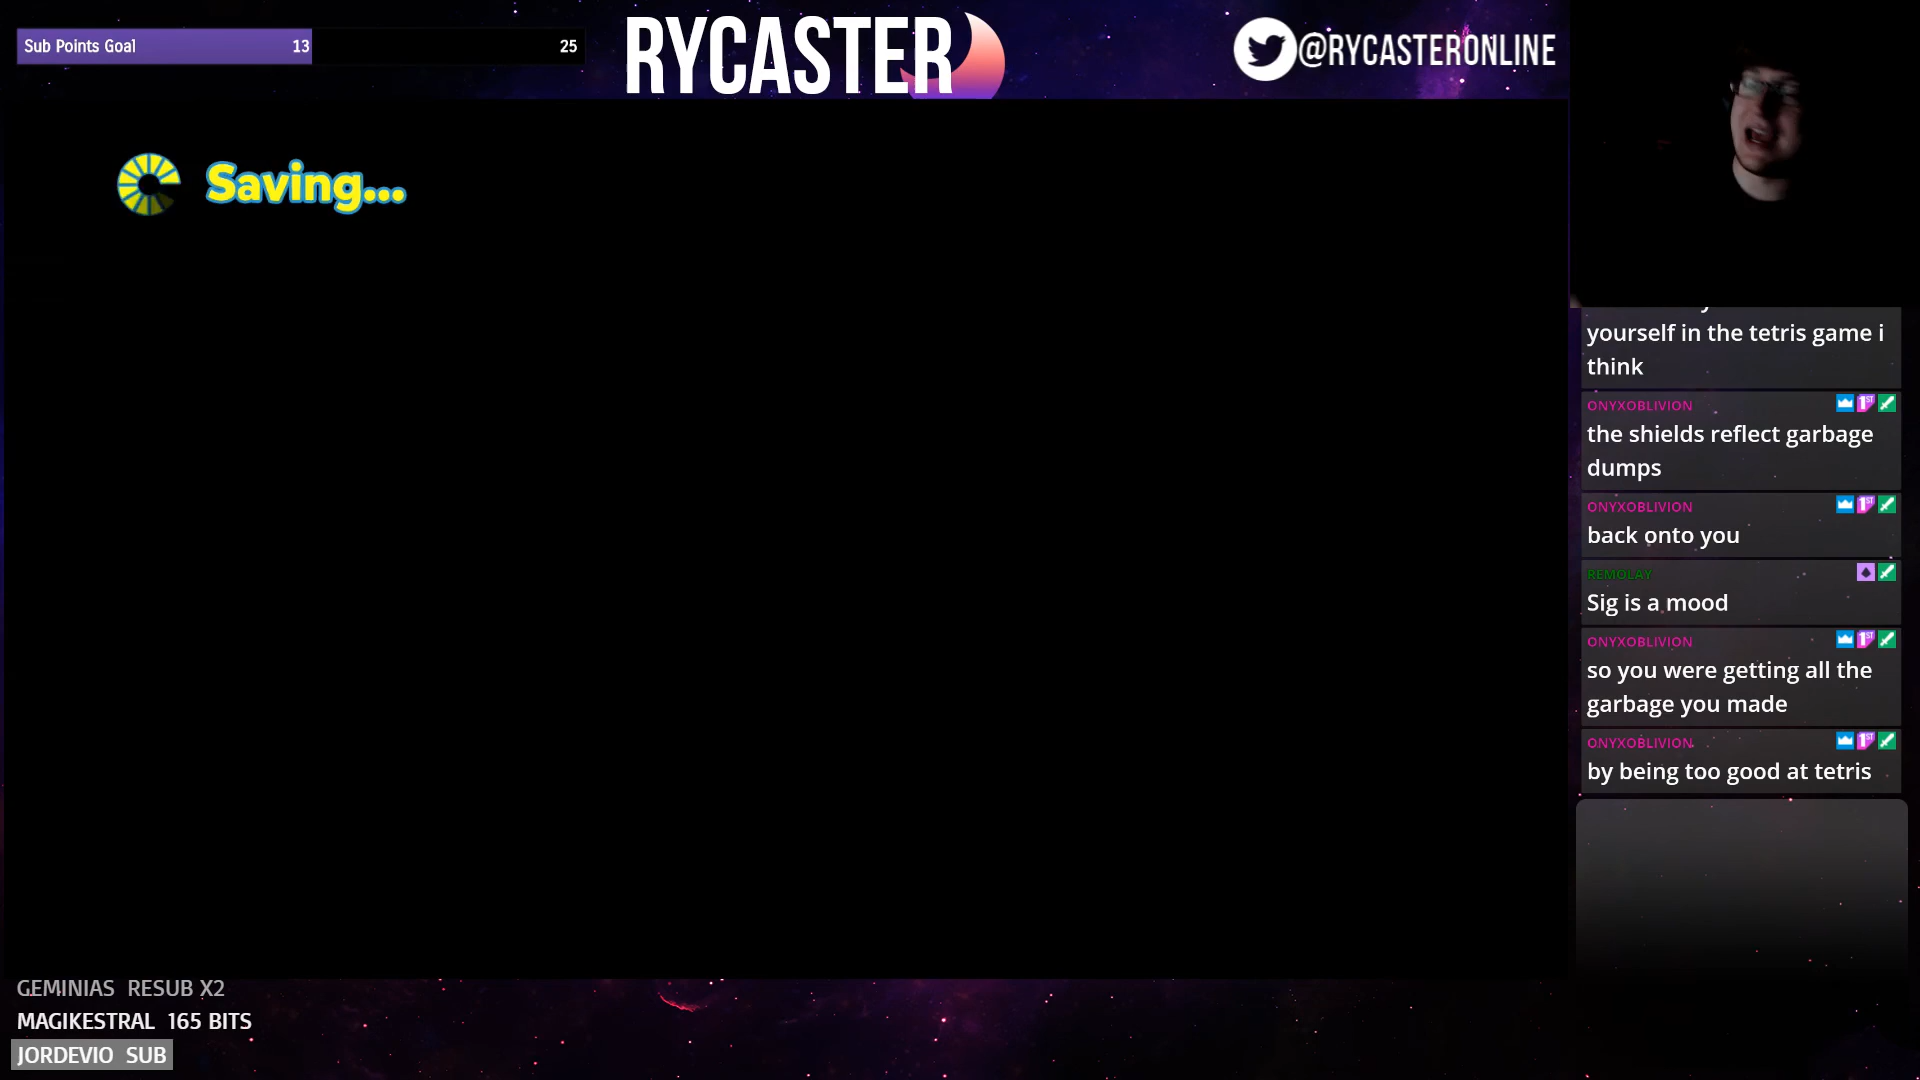 Sub Points Goal 13 25
RYCASTER
@RYCASTERONLINE
Saving...
yourself in the tetris game i
think
ONYXOBLIVION
the shields reflect garbage
dumps
ONYXOBLIVION
back onto you
REMOLAY
Sig is a mood
ONYXOBLIVION
so you were getting all the
garbage you made
ONYXOBLIVION
by being too good at tetris
GEMINIAS RESUB X2
MAGIKESTRAL 165 BITS
JORDEVIO SUB